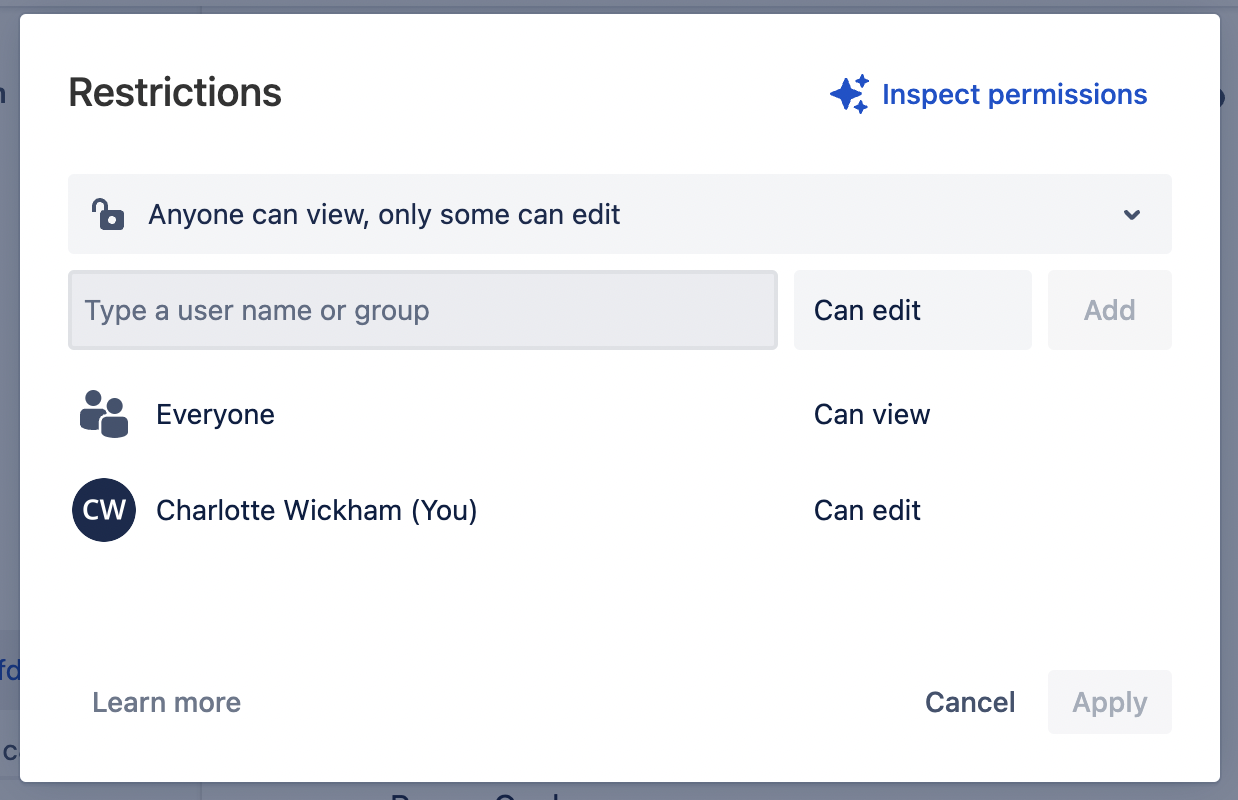 Restrictions
Inspect permissions
Anyone can view, only some can edit
Type a user name or group
Can edit
Add
Everyone
Can view
CW
Charlotte Wickham (You)
Can edit
Learn more
Cancel
Apply